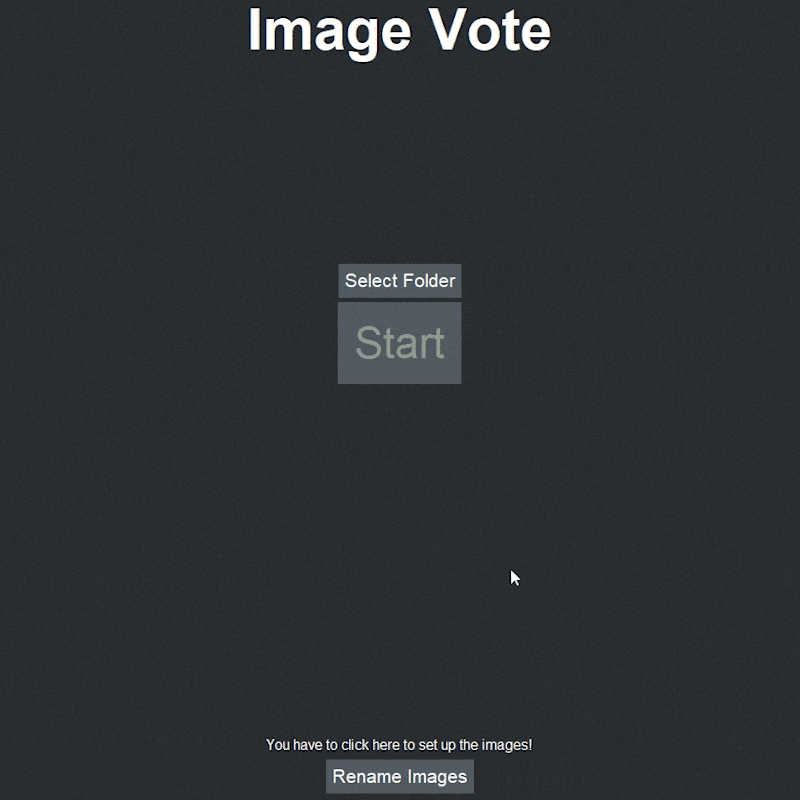 Image Vote
Select Folder
Start
You have to click here to set up the images!
Rename Images